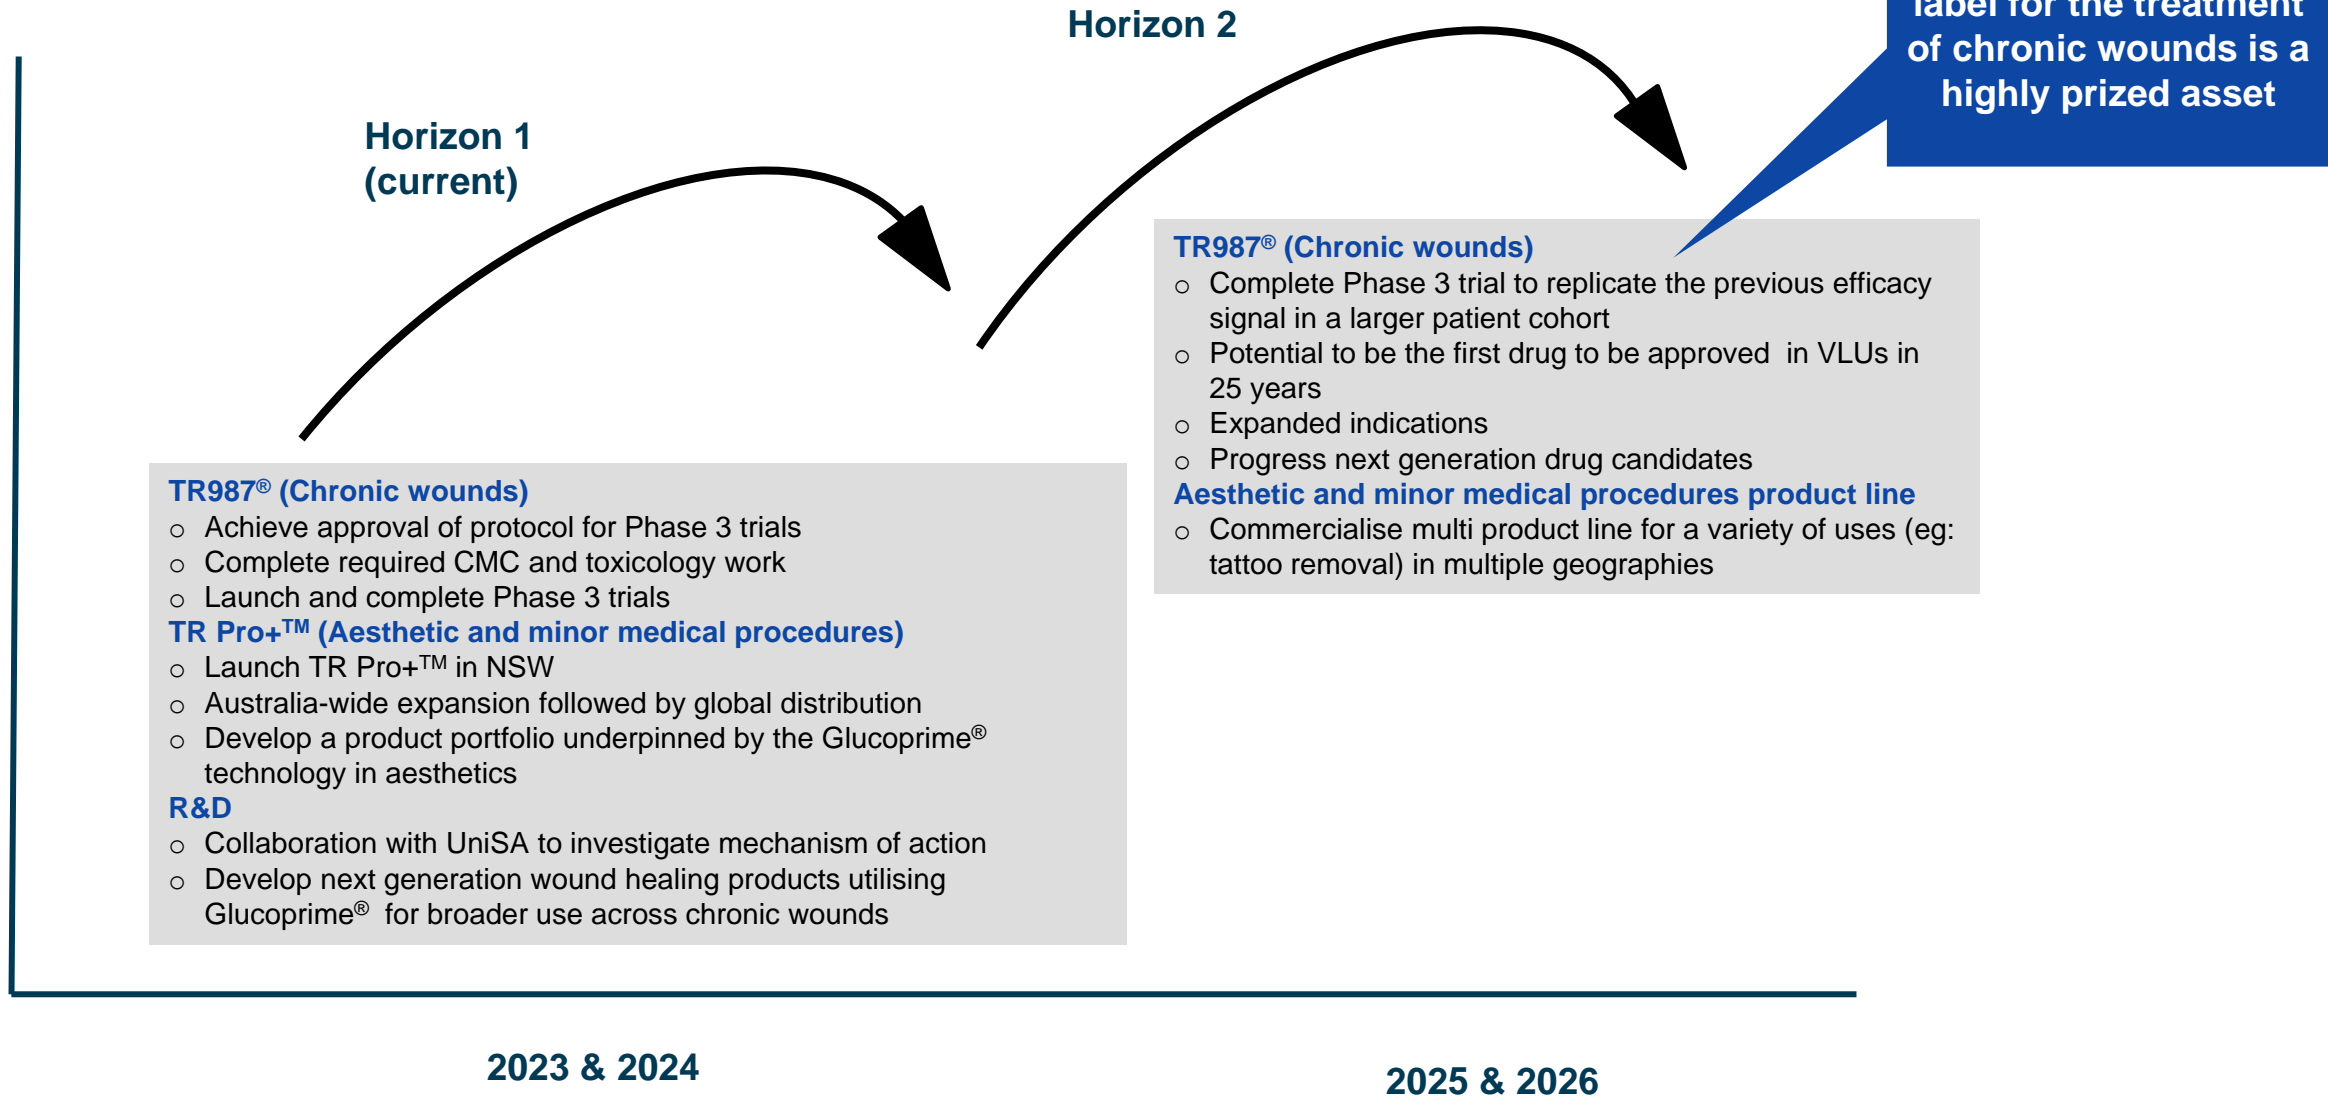 Horizon 2
label for the treatment
of chronic wounds is a
highly prized asset
Horizon 1
(current)
TR987® (Chronic wounds)
○ Complete Phase 3 trial to replicate the previous efficacy
signal in a larger patient cohort
○ Potential to be the first drug to be approved in VLUs in
25 years
○ Expanded indications
○ Progress next generation drug candidates
Aesthetic and minor medical procedures product line
○ Commercialise multi product line for a variety of uses (eg:
tattoo removal) in multiple geographies
TR987® (Chronic wounds)
○ Achieve approval of protocol for Phase 3 trials
○ Complete required CMC and toxicology work
○ Launch and complete Phase 3 trials
TR Pro+™ (Aesthetic and minor medical procedures)
○ Launch TR Pro+™ in NSW
○ Australia-wide expansion followed by global distribution
○ Develop a product portfolio underpinned by the Glucoprime®
technology in aesthetics
R&D
○ Collaboration with UniSA to investigate mechanism of action
○ Develop next generation wound healing products utilising
Glucoprime® for broader use across chronic wounds
2023 & 2024
2025 & 2026